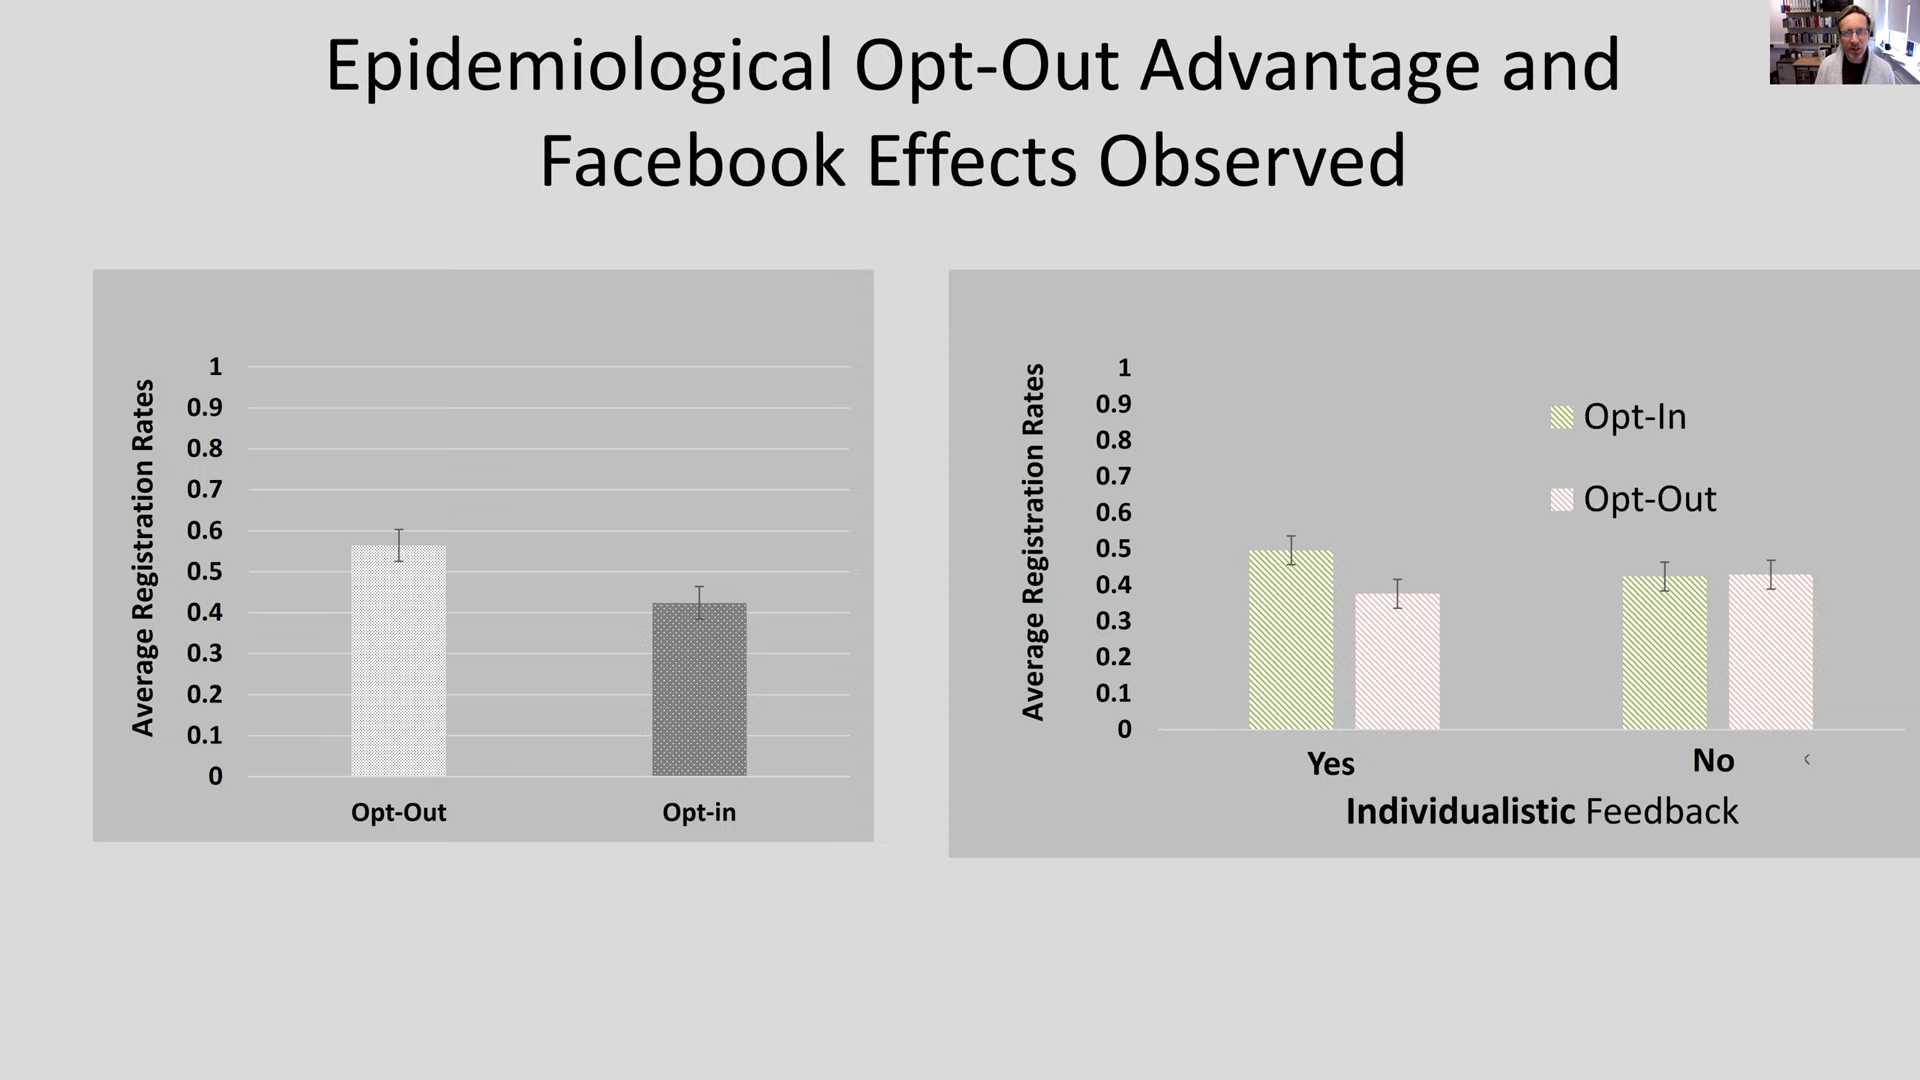 Epidemiological Opt-Out Advantage and
Facebook Effects Observed
Average Registration Rates
1
0.9
0.8
0.7
0.6
0.5
0.4
0.3
0.2
0.1
0
Opt-Out
Opt-in
Average Registration Rates
1
0.9
0.8
0.7
0.6
0.5
0.4
0.3
0.2
0.1
0
Opt-In
Opt-Out
Yes
No
Individualistic Feedback